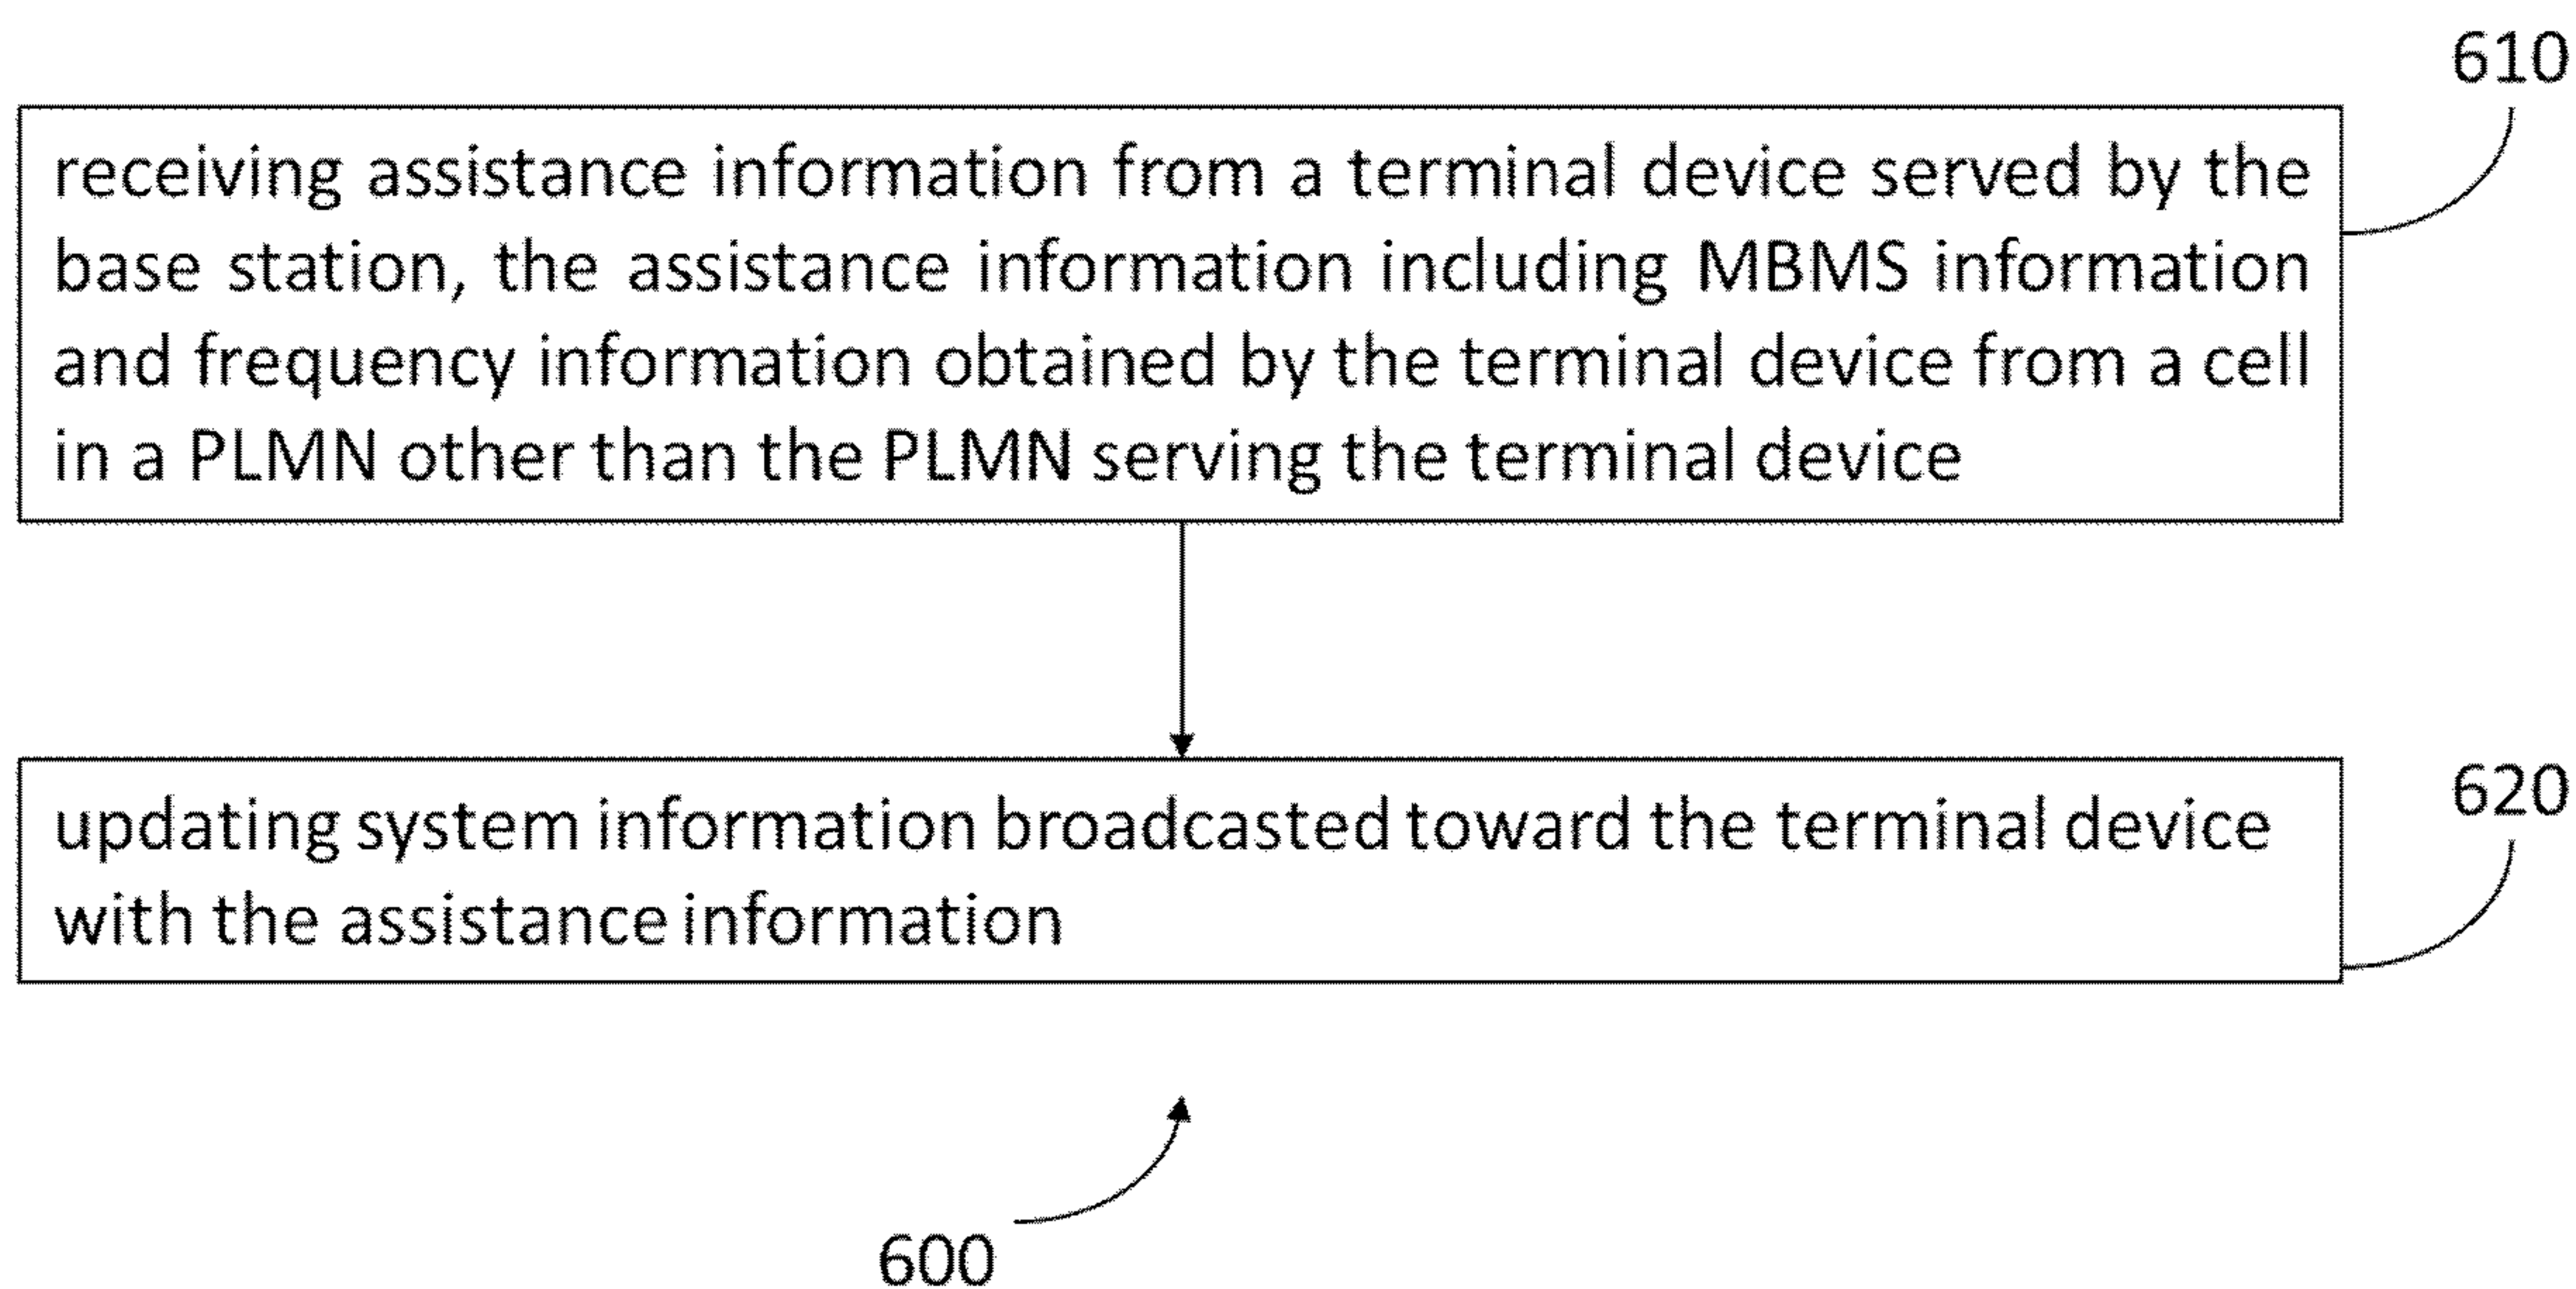 610
receiving assistance information from a terminal device served by the
base station, the assistance information including MBMS information
and frequency information obtained by the terminal device from a cell
in a PLMN other than the PLMN serving the terminal device
620
updating system information broadcasted toward the terminal device
with the assistance information
600